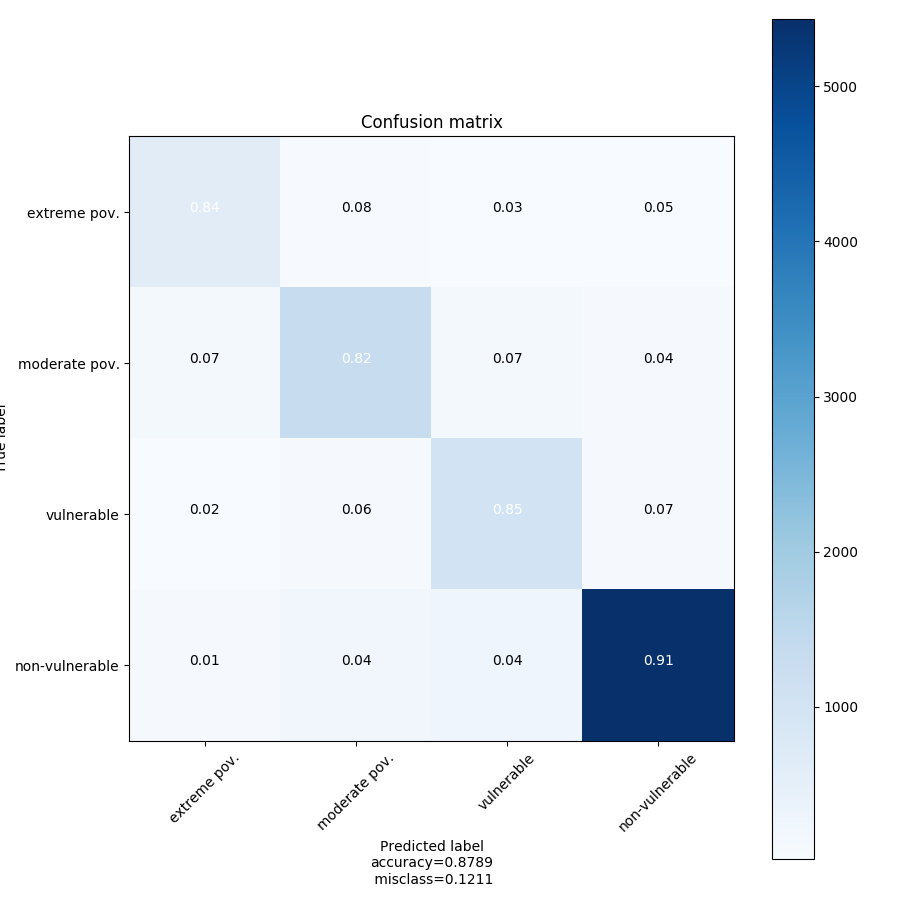 Confusion matrix
5000
4000
3000
2000
1000
extreme pov. 0.84 0.08 0.03 0.05
moderate pov. 0.07 0.82 0.07 0.04
vulnerable 0.02 0.06 0.85 0.07
non-vulnerable 0.01 0.04 0.04 0.91
True label
extreme pov. moderate pov. vulnerable non-vulnerable
Predicted label
accuracy=0.8789
misclass=0.1211